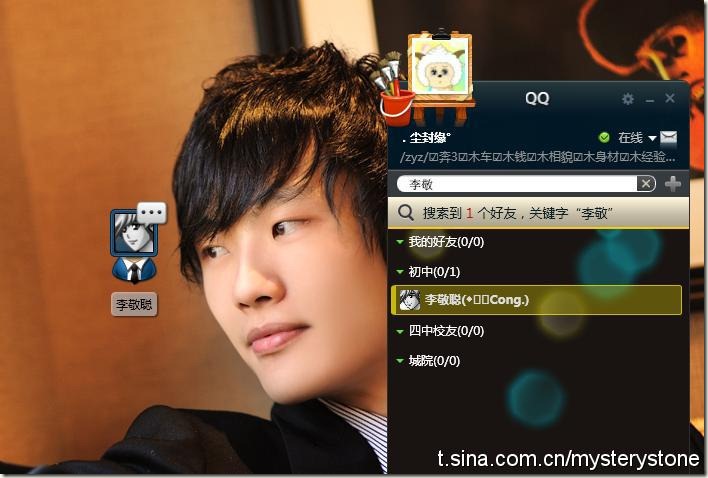 QQ
.尘封缘°
在线
/zyz/☑奔3☑木车☑木钱☑木相貌☑木身材☑木经验...
李敬
搜索到 1 个好友，关键字“李敬”
我的好友(0/0)
初中(0/1)
李敬聪(♦▯▯Cong.)
四中校友(0/0)
城院(0/0)
李敬聪
t.sina.com.cn/mysterystone